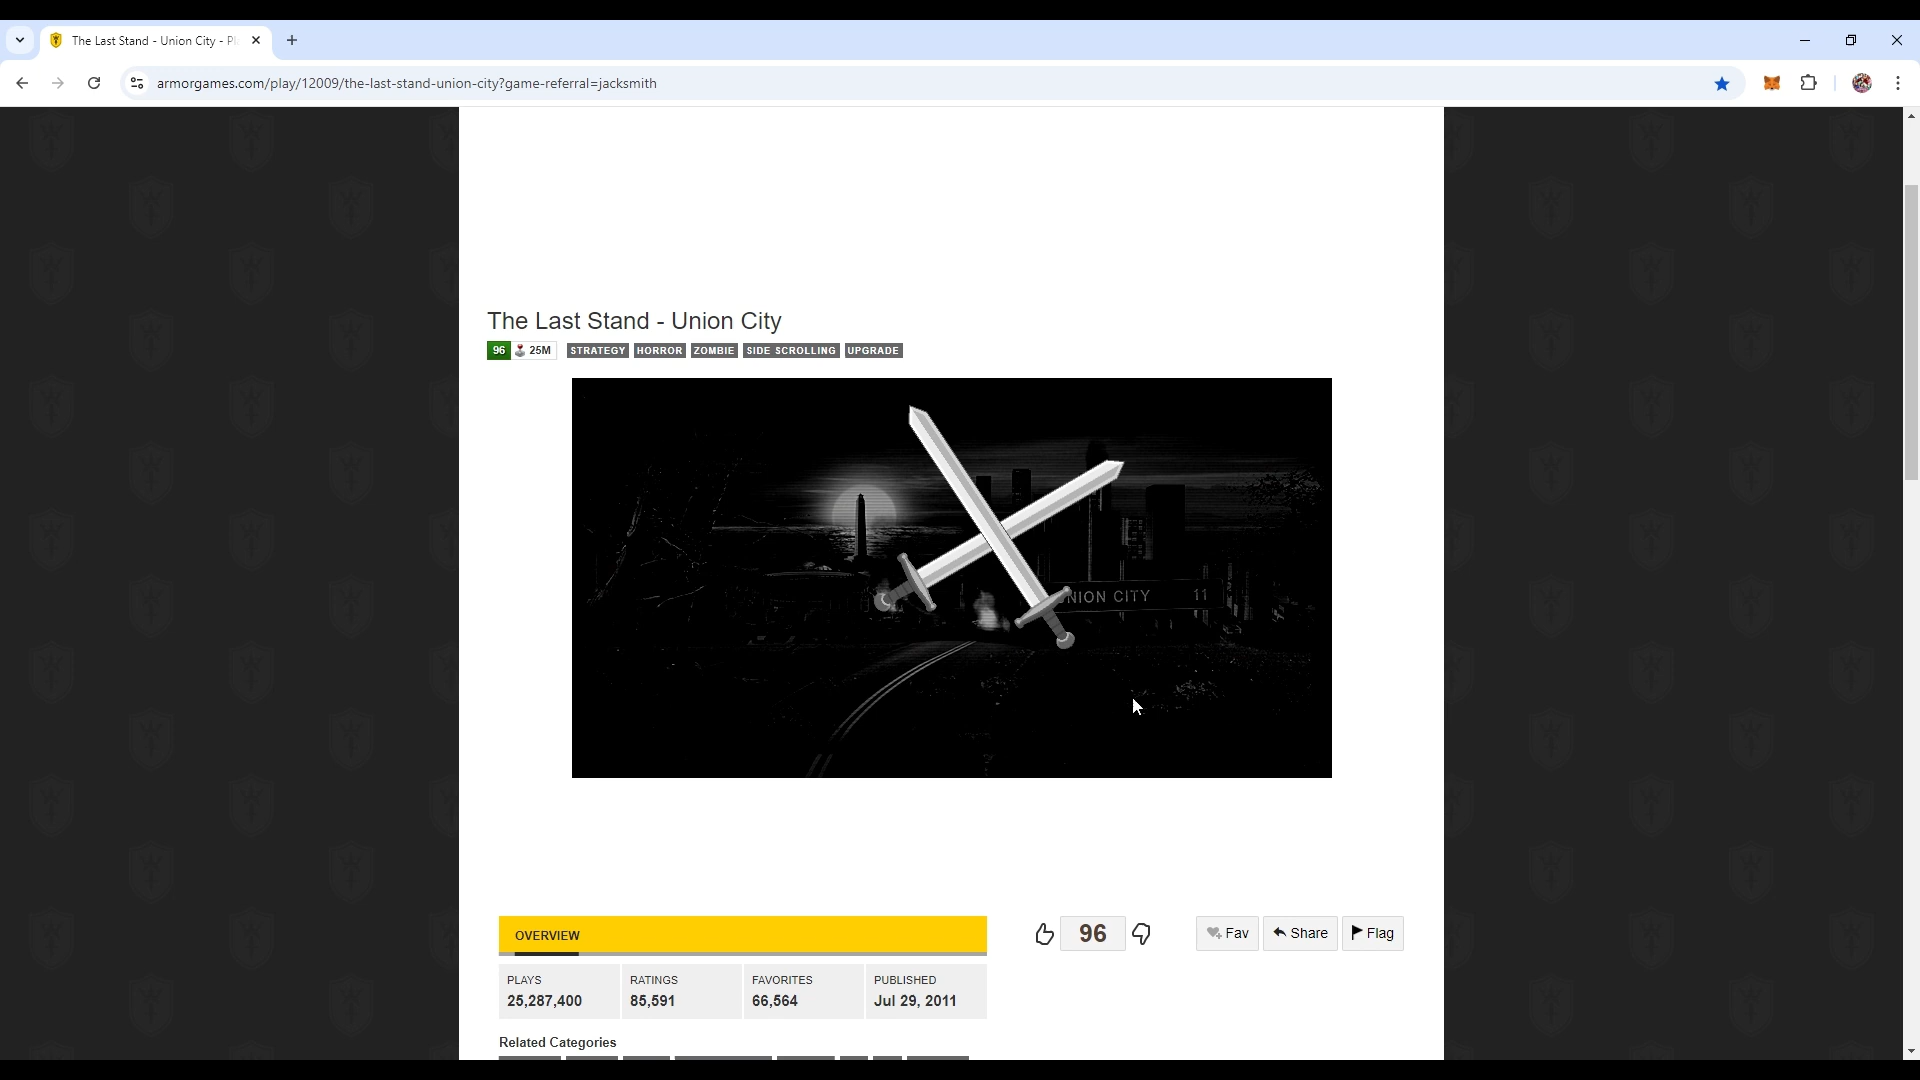 The Last Stand - Union City - Pl
armorgames.com/play/12009/the-last-stand-union-city?game-referral=jacksmith
The Last Stand - Union City
96 25M STRATEGY HORROR ZOMBIE SIDE SCROLLING UPGRADE
NION CITY 11
OVERVIEW
96
Fav Share Flag
PLAYS RATINGS FAVORITES PUBLISHED
25,287,400 85,591 66,564 Jul 29, 2011
Related Categories